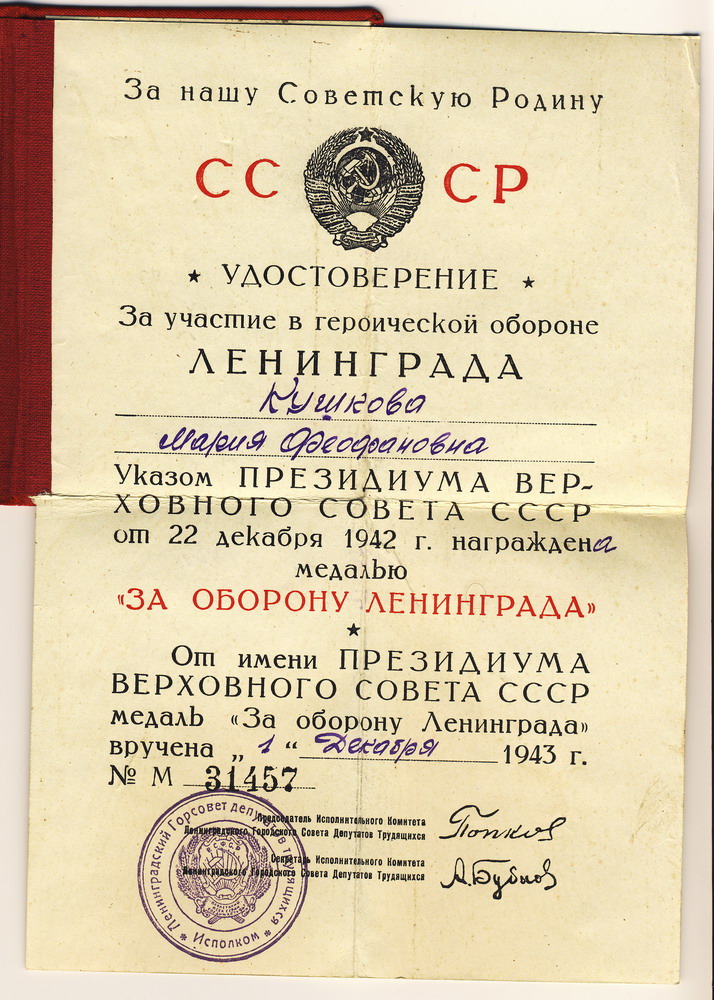 За нашу Советскую Родину
СС СР
★ УДОСТОВЕРЕНИЕ ★
За участие в героической обороне
ЛЕНИНГРАДА
Кушкова
Мария Феофановна
Указом ПРЕЗИДИУМА ВЕР-
ХОВНОГО СОВЕТА СССР
от 22 декабря 1942 г. награждена
медалью
«ЗА ОБОРОНУ ЛЕНИНГРАДА»
★
От имени ПРЕЗИДИУМА
ВЕРХОВНОГО СОВЕТА СССР
медаль «За оборону Ленинграда»
вручена „ 1 “ Декабря 1943 г.
№ М 31457
Председатель Исполнительного Комитета
Ленинградского Городского Совета Депутатов Трудящихся
Попков
Секретарь Исполнительного Комитета
Ленинградского Городского Совета Депутатов Трудящихся
А.Бубнов
Ленинградский Горсовет депутатов трудящихся
РСФСР
* Исполком *